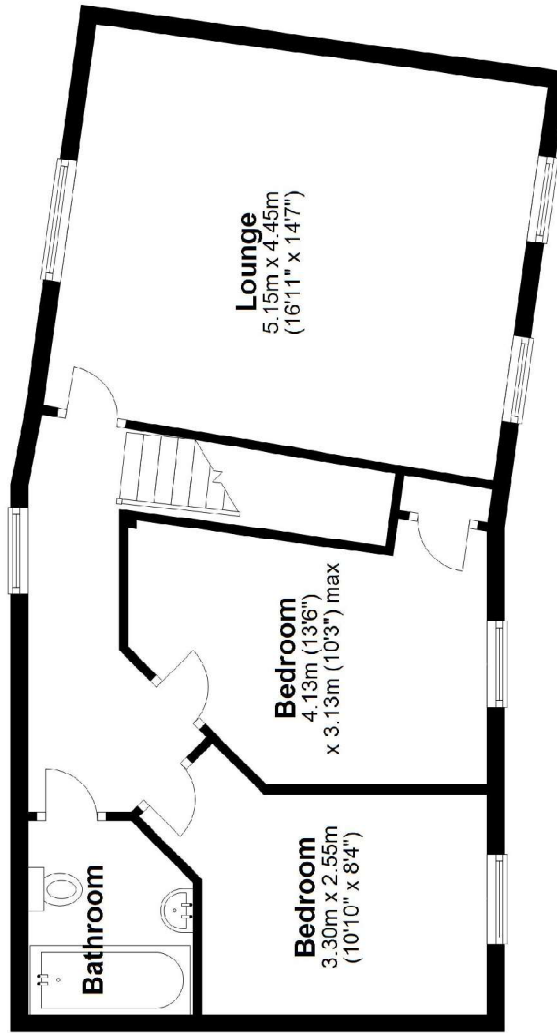 Lounge
5.15m x 4.45m
(16'11" x 14'7")
Bedroom
4.13m (13'6")
x 3.13m (10'3") max
Bedroom
3.30m x 2.55m
(10'10" x 8'4")
Bathroom